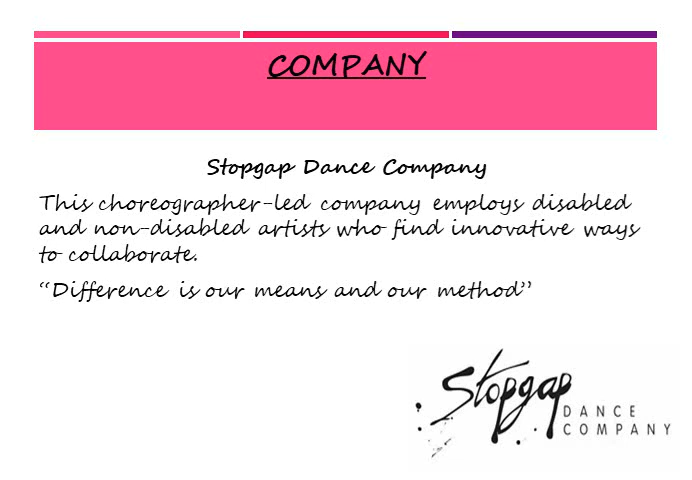 COMPANY
Stopgap Dance Company
This choreographer-led company employs disabled
and non-disabled artists who find innovative ways
to collaborate.
“Difference is our means and our method”
Stopgap
DANCE
COMPANY